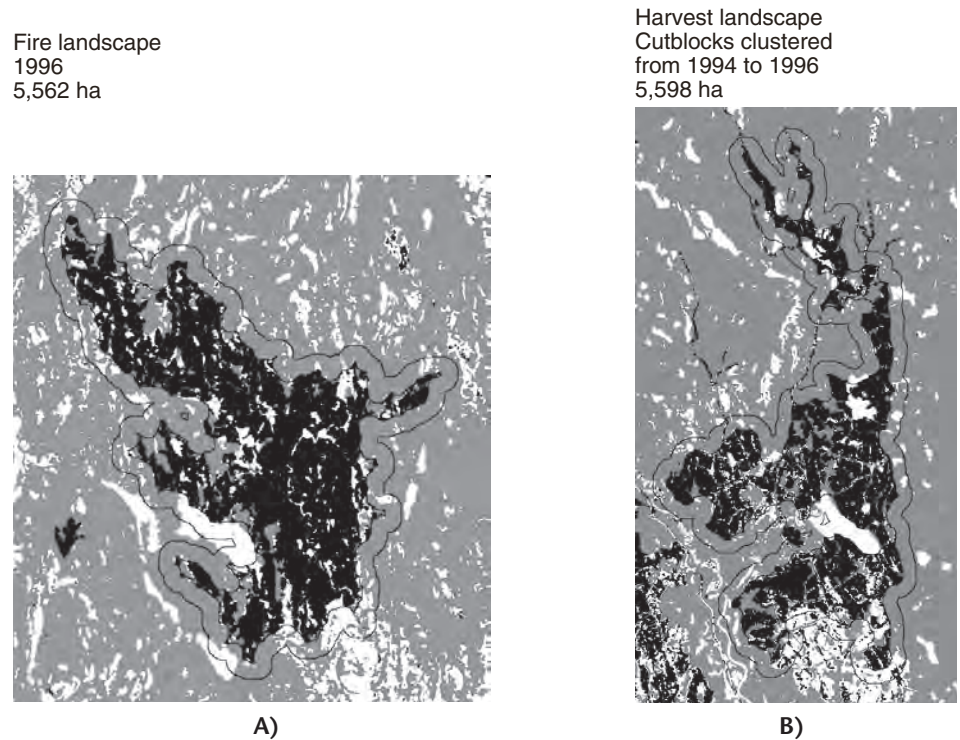 Fire landscape
1996
5,562 ha
Harvest landscape
Cutblocks clustered
from 1994 to 1996
5,598 ha
A)
B)